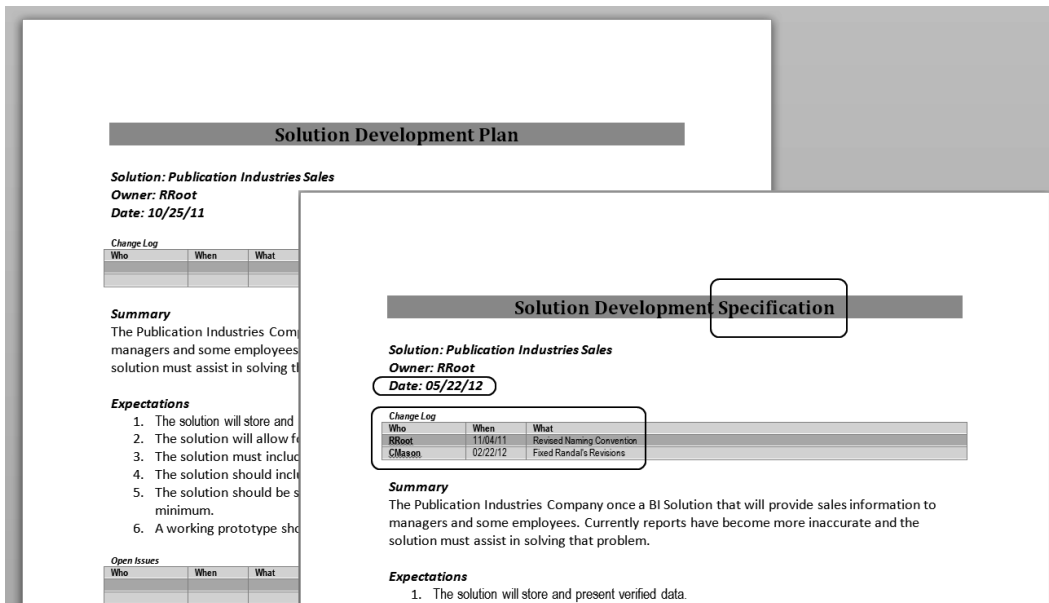 Solution Development Plan
Solution: Publication Industries Sales
Owner: RRoot
Date: 10/25/11
Change Log
Who When What
Summary
The Publication Industries
managers and some employees
solution must assist in solving
Expectations
1. The solution will store and
2. The solution will allow
3. The solution must
4. The solution should
5. The solution should be
minimum.
6. A working prototype
Open Issues
Who When What
Solution Development Specification
Solution: Publication Industries Sales
Owner: RRoot
Date: 05/22/12
Change Log
Who When What
RRoot 11/04/11 Revised Naming Convention
CMason 02/22/12 Fixed Randal's Revisions
Summary
The Publication Industries Company once a BI Solution that will provide sales information to
managers and some employees. Currently reports have become more inaccurate and the
solution must assist in solving that problem.
Expectations
1. The solution will store and present verified data.